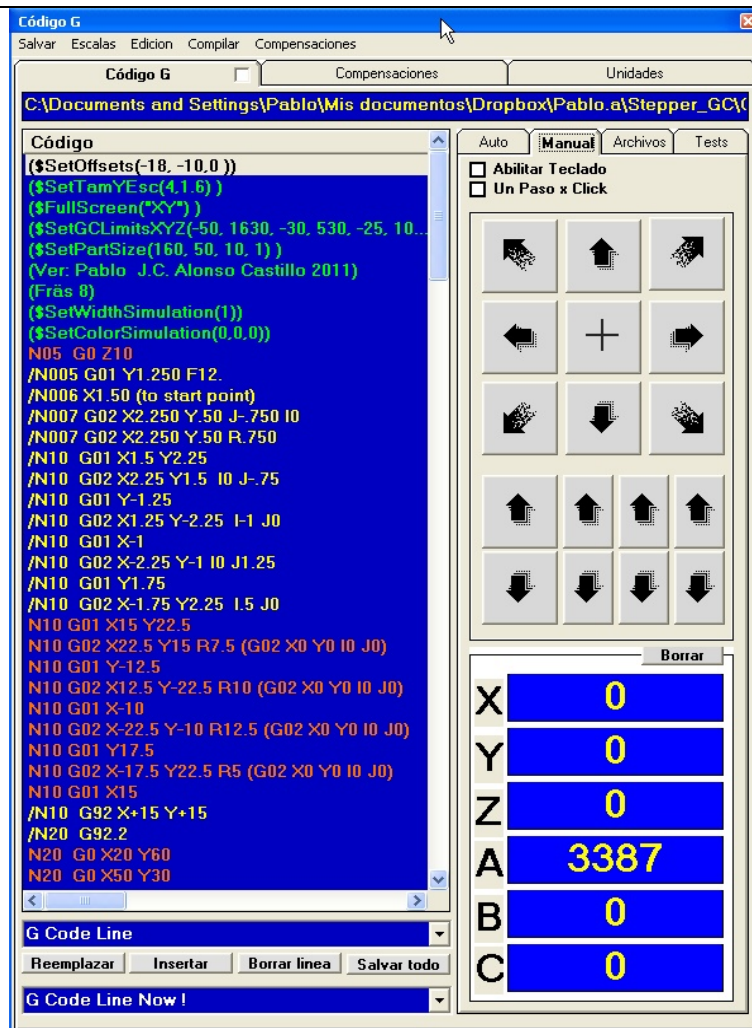 Código G
Salvar Escalas Edicion Compilar Compensaciones
Código G Compensaciones Unidades
C:\Documents and Settings\Pablo\Mis documentos\Dropbox\Pablo.a\Stepper_GC\
Código
Auto Manual Archivos Tests
($SetOffsets(-18, -10,0 ))
($SetTamYEsc(4,1.6) )
($FullScreen("XY") )
($SetGCLimitsXYZ(-50, 1630, -30, 530, -25, 10...
($SetPartSize(160, 50, 10, 1) )
(Ver: Pablo J.C. Alonso Castillo 2011)
(Fräs 8)
($SetWidthSimulation(1))
($SetColorSimulation(0,0,0))
N05 G0 Z10
/N005 G01 Y1.250 F12.
/N006 X1.50 (to start point)
/N007 G02 X2.250 Y.50 J-.750 I0
/N007 G02 X2.250 Y.50 R.750
/N10 G01 X1.5 Y2.25
/N10 G02 X2.25 Y1.5 I0 J-.75
/N10 G01 Y-1.25
/N10 G02 X1.25 Y-2.25 I-1 J0
/N10 G01 X-1
/N10 G02 X-2.25 Y-1 I0 J1.25
/N10 G01 Y1.75
/N10 G02 X-1.75 Y2.25 I.5 J0
N10 G01 X15 Y22.5
N10 G02 X22.5 Y15 R7.5 (G02 X0 Y0 I0 J0)
N10 G01 Y-12.5
N10 G02 X12.5 Y-22.5 R10 (G02 X0 Y0 I0 J0)
N10 G01 X-10
N10 G02 X-22.5 Y-10 R12.5 (G02 X0 Y0 I0 J0)
N10 G01 Y17.5
N10 G02 X-17.5 Y22.5 R5 (G02 X0 Y0 I0 J0)
N10 G01 X15
/N10 G92 X+15 Y+15
/N20 G92.2
N20 G0 X20 Y60
N20 G0 X50 Y30
G Code Line
Reemplazar Insertar Borrar linea Salvar todo
G Code Line Now !
Abilitar Teclado
Un Paso x Click
Borrar
X 0
Y 0
Z 0
A 3387
B 0
C 0